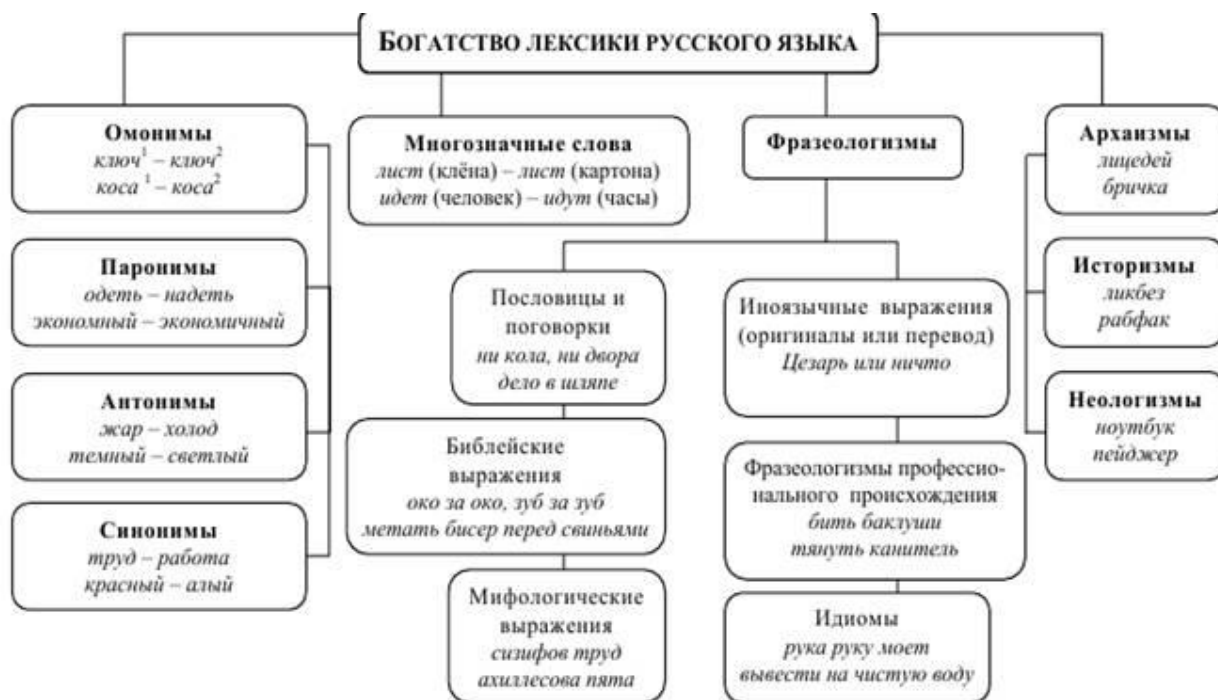 БОГАТСТВО ЛЕКСИКИ РУССКОГО ЯЗЫКА
Омонимы
ключ¹ – ключ²
коса ¹ – коса²
Паронимы
одеть – надеть
экономный – экономичный
Антонимы
жар – холод
темный – светлый
Синонимы
труд – работа
красный – алый
Многозначные слова
лист (клёна) – лист (картона)
идет (человек) – идут (часы)
Фразеологизмы
Пословицы и
поговорки
ни кола, ни двора
дело в шляпе
Библейские
выражения
око за око, зуб за зуб
метать бисер перед свиньями
Мифологические
выражения
сизифов труд
ахиллесова пята
Иноязычные выражения
(оригиналы или перевод)
Цезарь или ничто
Фразеологизмы профессио-
нального происхождения
бить баклуши
тянуть канитель
Идиомы
рука руку моет
вывести на чистую воду
Архаизмы
лицедей
бричка
Историзмы
ликбез
рабфак
Неологизмы
ноутбук
пейджер